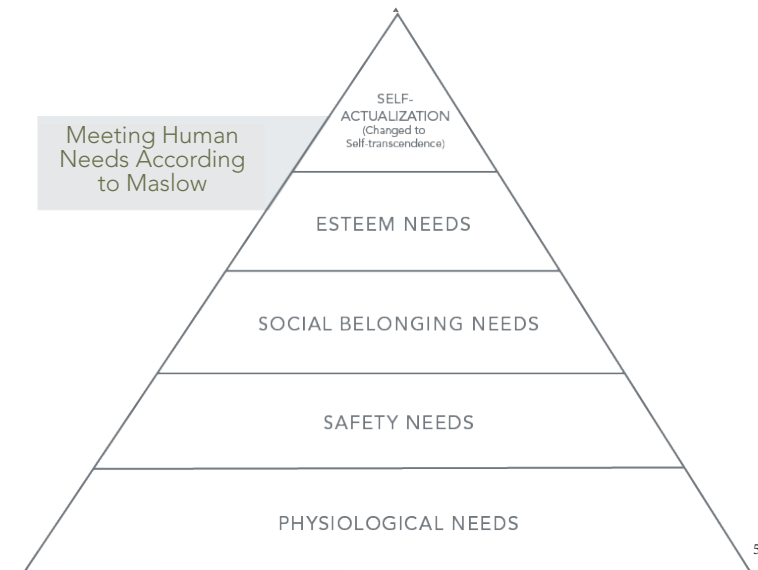 SELF-
ACTUALIZATION
(Changed to
Self-transcendence)
Meeting Human
Needs According
to Maslow
ESTEEM NEEDS
SOCIAL BELONGING NEEDS
SAFETY NEEDS
PHYSIOLOGICAL NEEDS
5